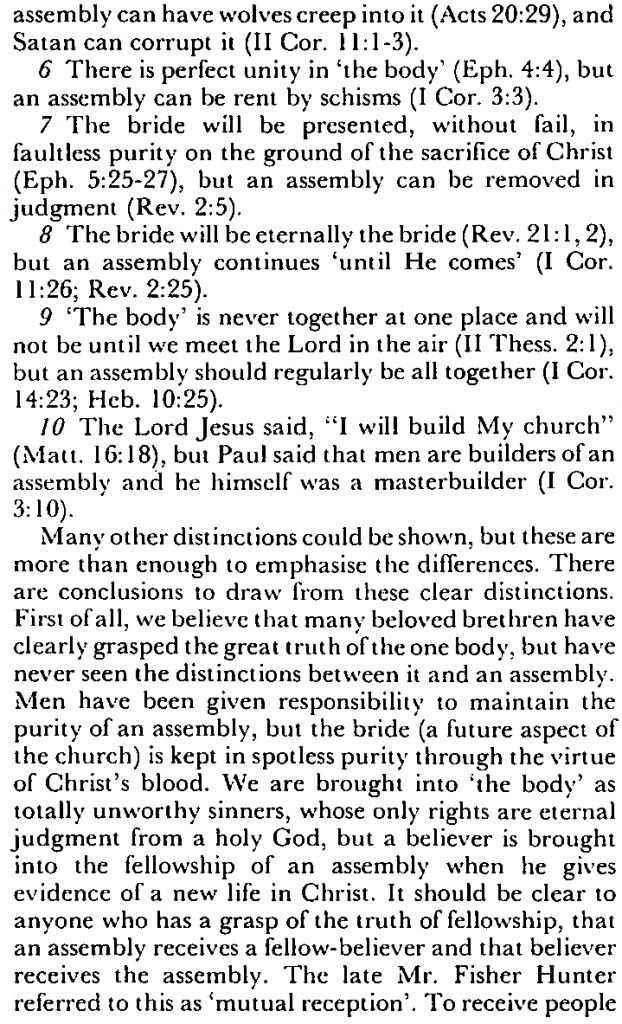 assembly can have wolves creep into it (Acts 20:29), and
Satan can corrupt it (II Cor. 11:1-3).
6 There is perfect unity in ‘the body’ (Eph. 4:4), but
an assembly can be rent by schisms (I Cor. 3:3).
7 The bride will be presented, without fail, in
faultless purity on the ground of the sacrifice of Christ
(Eph. 5:25-27), but an assembly can be removed in
judgment (Rev. 2:5).
8 The bride will be eternally the bride (Rev. 21:1, 2),
but an assembly continues ‘until He comes’ (I Cor.
11:26; Rev. 2:25).
9 ‘The body’ is never together at one place and will
not be until we meet the Lord in the air (II Thess. 2:1),
but an assembly should regularly be all together (I Cor.
14:23; Heb. 10:25).
10 The Lord Jesus said, “I will build My church”
(Matt. 16:18), but Paul said that men are builders of an
assembly and he himself was a masterbuilder (I Cor.
3:10).
Many other distinctions could be shown, but these are
more than enough to emphasise the differences. There
are conclusions to draw from these clear distinctions.
First of all, we believe that many beloved brethren have
clearly grasped the great truth of the one body, but have
never seen the distinctions between it and an assembly.
Men have been given responsibility to maintain the
purity of an assembly, but the bride (a future aspect of
the church) is kept in spotless purity through the virtue
of Christ’s blood. We are brought into ‘the body’ as
totally unworthy sinners, whose only rights are eternal
judgment from a holy God, but a believer is brought
into the fellowship of an assembly when he gives
evidence of a new life in Christ. It should be clear to
anyone who has a grasp of the truth of fellowship, that
an assembly receives a fellow-believer and that believer
receives the assembly. The late Mr. Fisher Hunter
referred to this as ‘mutual reception’. To receive people